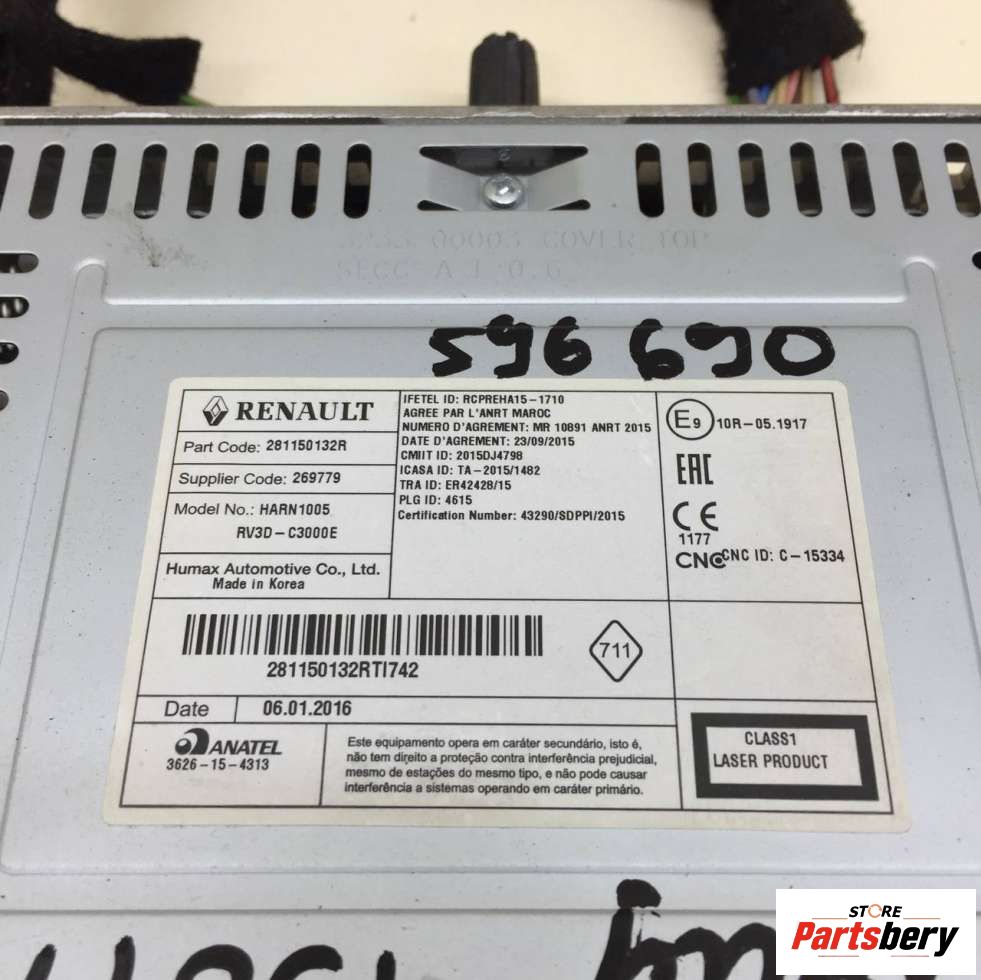 COVER TOP
SECC
596 690
RENAULT
Part Code: 281150132R
Supplier Code: 269779
Model No.: HARN1005
RV3D-C3000E
Humax Automotive Co., Ltd.
Made in Korea
IFETEL ID: RCPREHA15-1710
AGREE PAR L'ANRT MAROC
NUMERO D'AGREMENT: MR 10891 ANRT 2015
DATE D'AGREMENT: 23/09/2015
CMIIT ID: 2015DJ4798
ICASA ID: TA-2015/1482
TRA ID: ER42428/15
PLG ID: 4615
Certification Number: 43290/SDPPI/2015
E9 10R-05.1917
EAC
CE
1177
CNC CNC ID: C-15334
281150132RTI742
711
Date 06.01.2016
ANATEL
3626-15-4313
Este equipamento opera em caráter secundário, isto é,
não tem direito a proteção contra interferência prejudicial,
mesmo de estações do mesmo tipo, e não pode causar
interferência a sistemas operando em caráter primário.
CLASS1
LASER PRODUCT
STORE
Partsbery